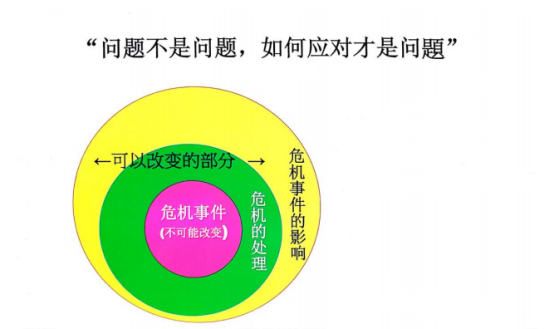 “问题不是问题，如何应对才是问题”
←可以改变的部分 →
危机事件
(不可能改变)
危机的处理
危机事件的影响